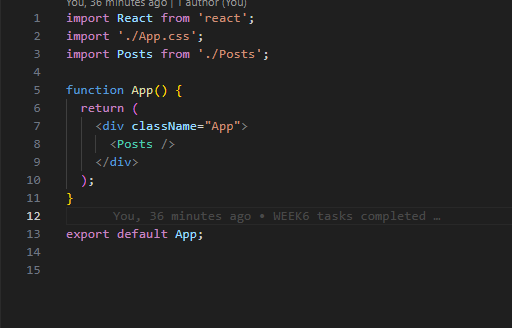 You, 36 minutes ago | 1 author (You)
1 import React from 'react';
2 import './App.css';
3 import Posts from './Posts';
4
5 function App() {
6 return (
7 <div className="App">
8 <Posts />
9 </div>
10 );
11 }
12 You, 36 minutes ago • WEEK6 tasks completed …
13 export default App;
14
15